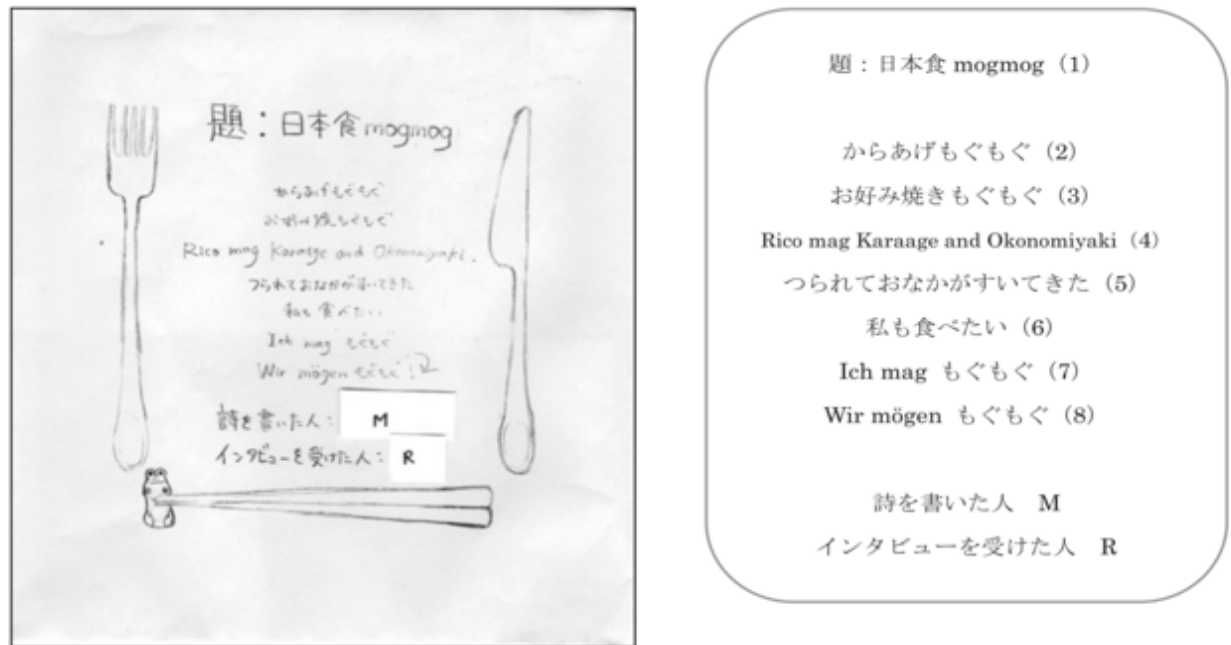 題：日本食mogmog
からあげもぐもぐ
お好み焼もぐもぐ
Rico mag Karaage and Okonomiyaki.
つられておなかがすいてきた
私も食べたい
Ich mag もぐもぐ
Wir mögen もぐもぐ!
詩を書いた人： M
インタビューを受けた人： R
題：日本食 mogmog（1）
からあげもぐもぐ（2）
お好み焼きもぐもぐ（3）
Rico mag Karaage and Okonomiyaki（4）
つられておなかがすいてきた（5）
私も食べたい（6）
Ich mag もぐもぐ（7）
Wir mögen もぐもぐ（8）
詩を書いた人　M
インタビューを受けた人　R